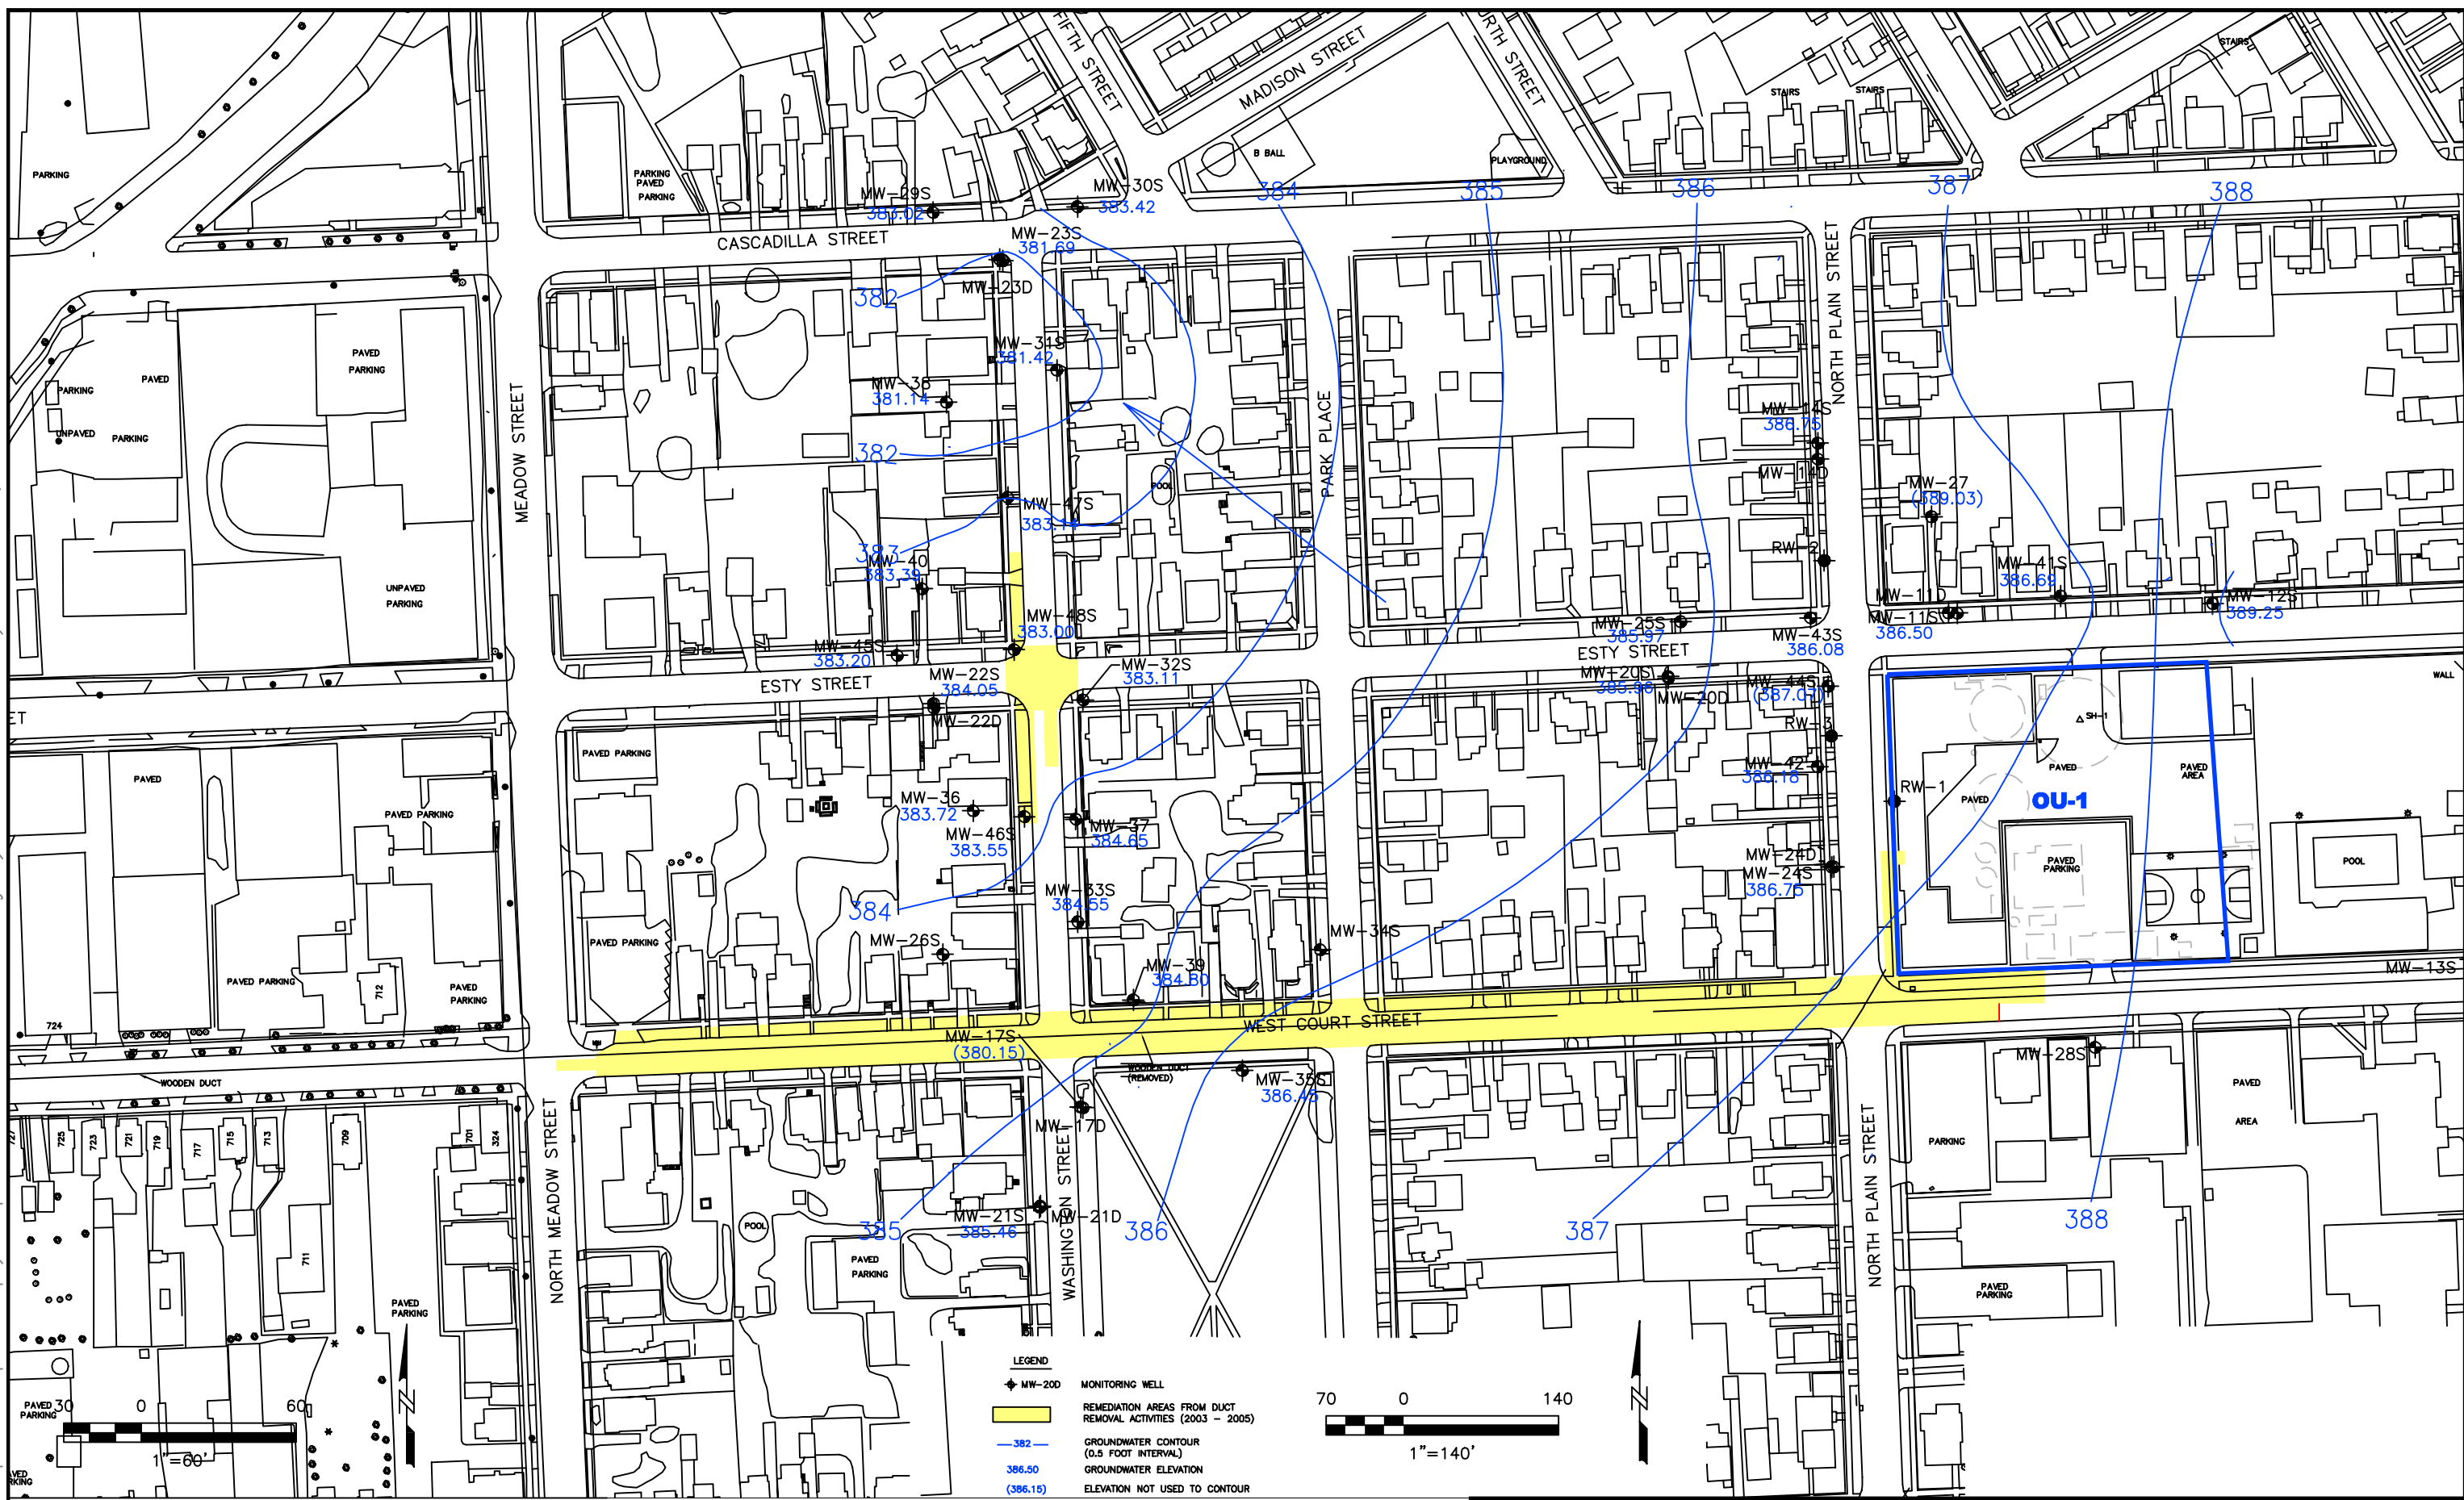 FIFTH STREET
MADISON STREET
STAIRS
STAIRS
STAIRS
B BALL
PLAYGROUND
PARKING
PARKING
PAVED
PARKING
MW-29S
383.02
MW-30S
383.42
384
385
386
387
388
CASCADILLA STREET
MW-23S
381.69
MW-23D
382
NORTH PLAIN STREET
MEADOW STREET
PARK PLACE
PAVED
PARKING
PAVED
PARKING
UNPAVED
PARKING
MW-31S
381.42
MW-38
381.14
382
MW-14S
386.75
MW-14D
POOL
MW-47S
383.14
MW-27
(389.03)
383
MW-40
383.39
RW-2
MW-41S
386.69
UNPAVED
PARKING
MW-11D
MW-11S
386.50
MW-12S
389.25
MW-48S
383.00
MW-25S
385.97
MW-43S
386.08
MW-45S
383.20
ESTY STREET
ESTY STREET
MW-22S
384.05
MW-22D
MW-32S
383.11
MW-20S
385.98
MW-20D
MW-44S
(387.07)
RW-3
WALL
SH-1
PAVED
PAVED
AREA
PAVED PARKING
PAVED
PAVED PARKING
MW-42
386.18
RW-1
PAVED
OU-1
MW-36
383.72
MW-46S
383.55
MW-37
384.65
MW-24D
MW-24S
386.75
PAVED
PARKING
POOL
384
MW-33S
384.55
MW-34S
PAVED PARKING
MW-26S
MW-39
384.80
MW-13S
PAVED PARKING
712
PAVED
PARKING
724
WEST COURT STREET
MW-17S
(380.15)
WOODEN DUCT
(REMOVED)
MW-28S
WOODEN DUCT
MW-35S
386.45
PAVED
AREA
MW-17D
PARKING
727
725
723
721
719
717
715
713
709
701
324
NORTH MEADOW STREET
WASHINGTON STREET
NORTH PLAIN STREET
385
MW-21S
385.46
MW-21D
386
387
388
POOL
PAVED
PARKING
711
PAVED
PARKING
PAVED
PARKING
LEGEND
MW-20D MONITORING WELL
REMEDIATION AREAS FROM DUCT
REMOVAL ACTIVITIES (2003 - 2005)
382 GROUNDWATER CONTOUR
(0.5 FOOT INTERVAL)
386.50 GROUNDWATER ELEVATION
(386.15) ELEVATION NOT USED TO CONTOUR
PAVED
PARKING
30 0 60
1"=60'
N
70 0 140
1"=140'
N